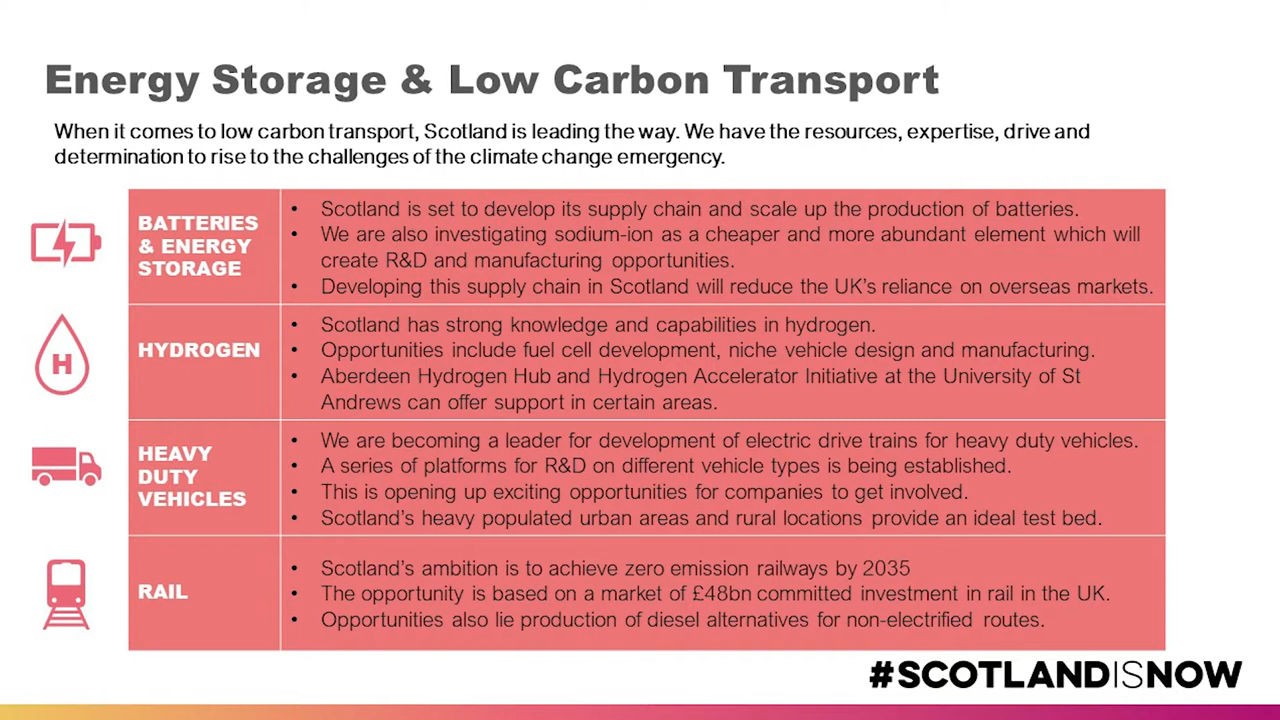 Energy Storage & Low Carbon Transport
When it comes to low carbon transport, Scotland is leading the way. We have the resources, expertise, drive and
determination to rise to the challenges of the climate change emergency.
BATTERIES
& ENERGY
STORAGE
• Scotland is set to develop its supply chain and scale up the production of batteries.
• We are also investigating sodium-ion as a cheaper and more abundant element which will
create R&D and manufacturing opportunities.
• Developing this supply chain in Scotland will reduce the UK's reliance on overseas markets.
H
HYDROGEN
• Scotland has strong knowledge and capabilities in hydrogen.
• Opportunities include fuel cell development, niche vehicle design and manufacturing.
• Aberdeen Hydrogen Hub and Hydrogen Accelerator Initiative at the University of St
Andrews can offer support in certain areas.
HEAVY
DUTY
VEHICLES
• We are becoming a leader for development of electric drive trains for heavy duty vehicles.
• A series of platforms for R&D on different vehicle types is being established.
• This is opening up exciting opportunities for companies to get involved.
• Scotland's heavy populated urban areas and rural locations provide an ideal test bed.
RAIL
• Scotland's ambition is to achieve zero emission railways by 2035
• The opportunity is based on a market of £48bn committed investment in rail in the UK.
• Opportunities also lie production of diesel alternatives for non-electrified routes.
#SCOTLANDISNOW